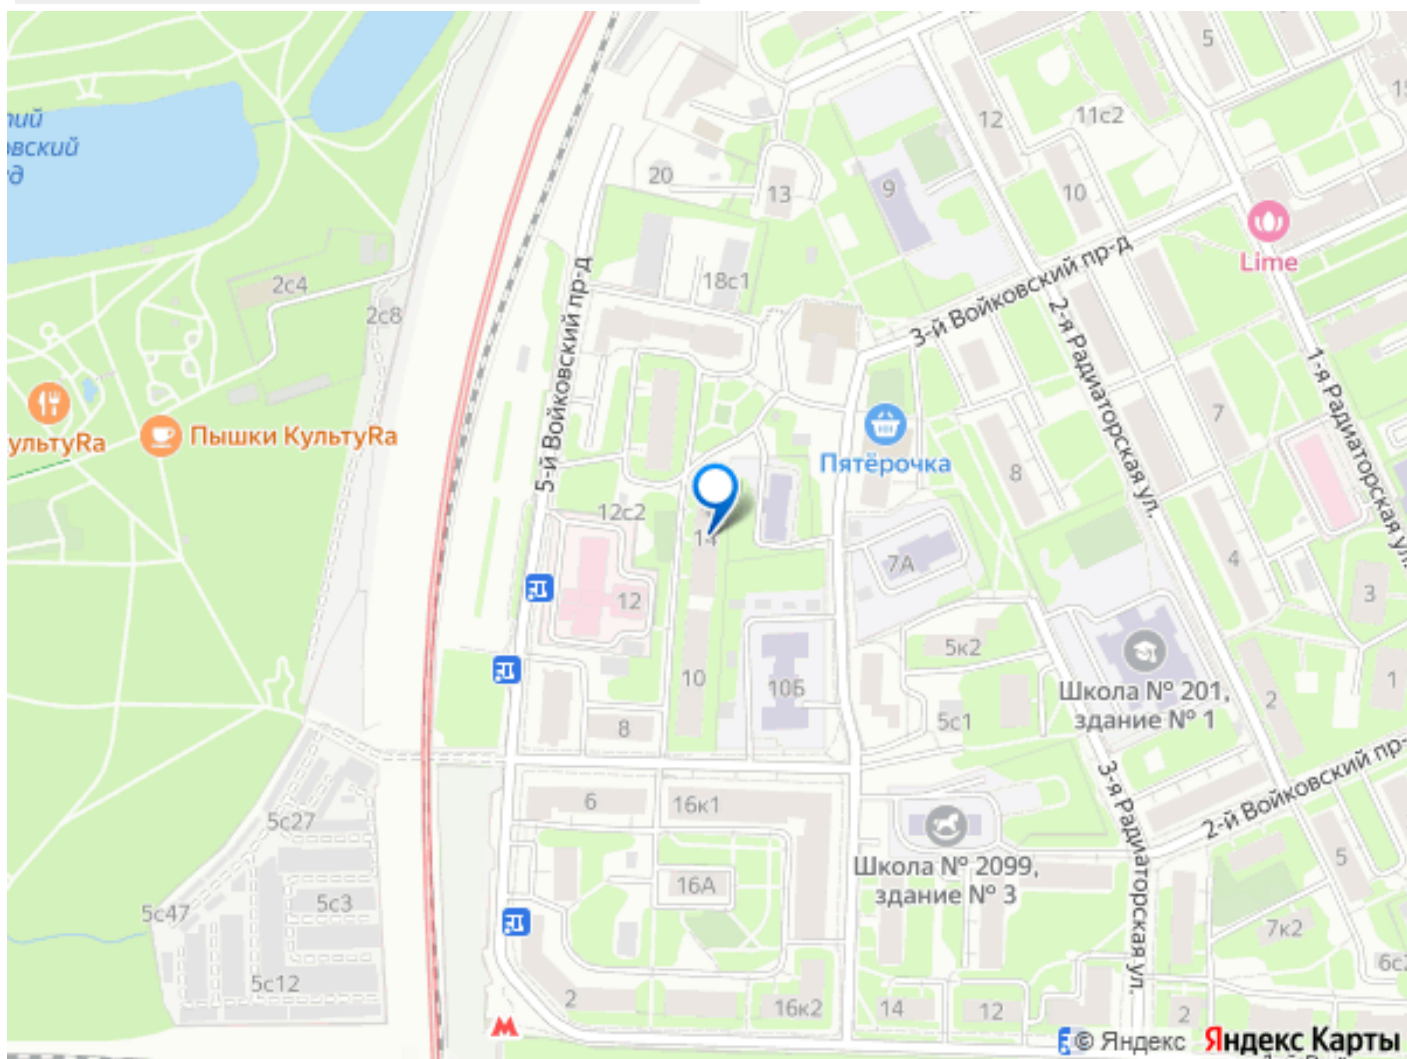 5
12
11с2
20
13
9
10
Lime
18с1
2с4
2с8
3-й Войковский пр-д
5-й Войковский пр-д
2-я Радиаторская ул.
1-я Радиаторская ул.
ультуRa
Пышки КультуRa
Пятёрочка
7
8
12с2
14
7А
4
3
12
5к2
10
10Б
5с1
Школа № 201,
здание № 1
2
1
8
3-я Радиаторская ул.
2-й Войковский пр-
6
16к1
5с27
Школа № 2099,
здание № 3
5
16А
5с47
5с3
7к2
5с12
2
16к2
14
12
2
© Яндекс
Яндекс Карты